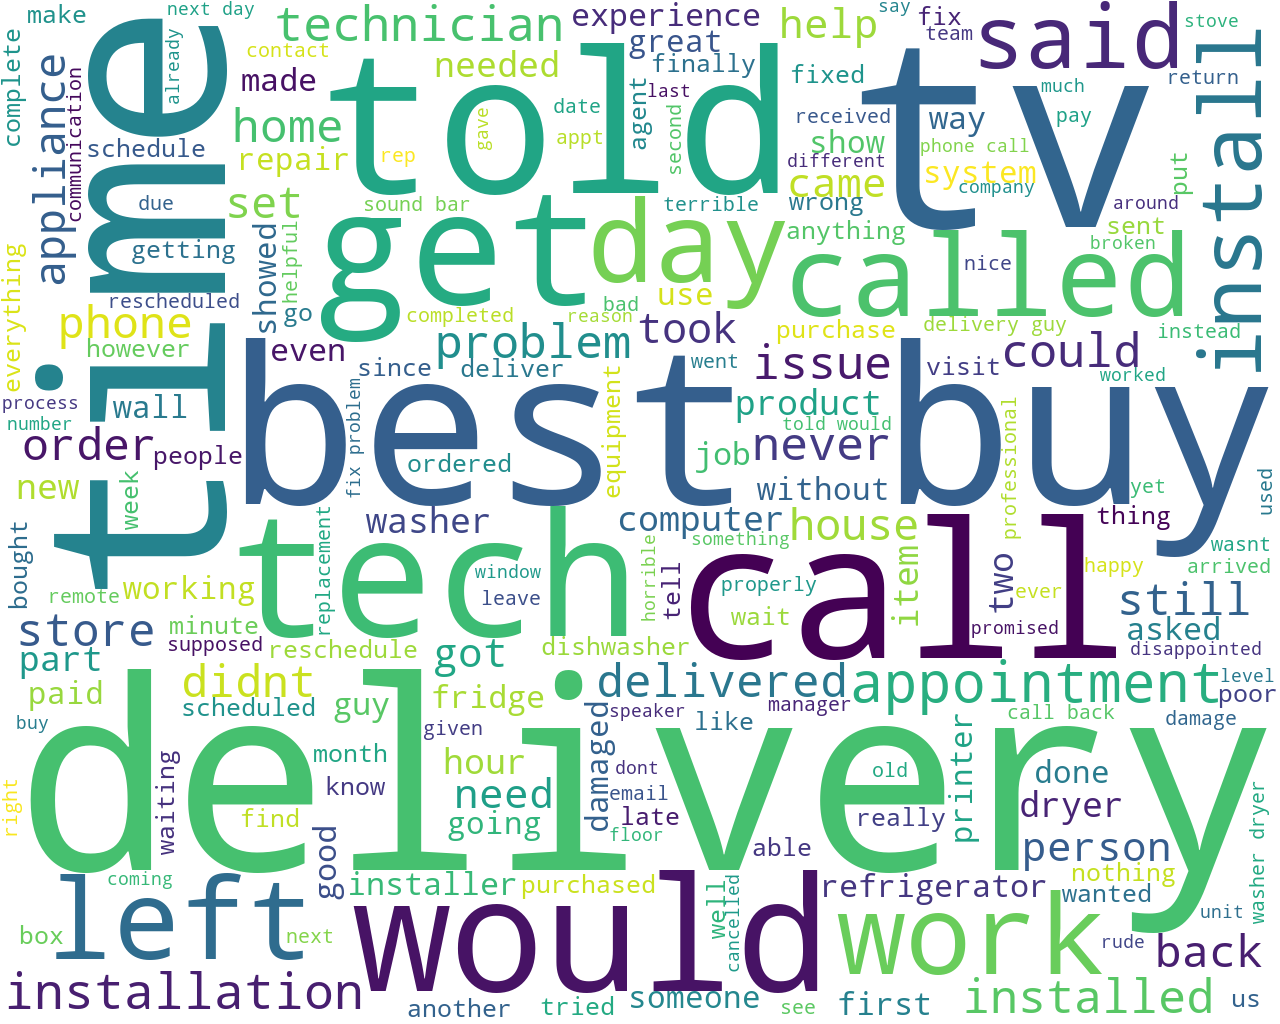 make
next day
technician
experience
say
fix
team
said
stove
complete
time
already
contact
needed
great
finally
help
fixed
much
return
install
appliance
communication
made
told
date
agent
last
tv
received
way
pay
home
gave
appt
second
show
phone call
schedule
repair
rep
different
came
system
company
put
due
set
sound bar
terrible
wrong
around
getting
helpful
get
day
anything
called
sent
broken
nice
everything
rescheduled
showed
go
bad
use
phone
completed
reason
took
purchase
delivery guy
instead
however
even
problem
issue
could
since
deliver
went
visit
worked
process
wall
best buy
product
number
told would
order
people
fix problem
ordered
equipment
job
never
professional
new
week
without
yet
used
washer
computer
house
thing
bought
tech
something
call
wasnt
replacement
window
horrible
arrived
working
properly
happy
remote
leave
tell
item
two
ever
still
store
minute
wait
promised
asked
supposed
reschedule
dishwasher
disappointed
part
got
didnt
delivered
appointment
level
paid
guy
fridge
poor
scheduled
speaker
manager
call back
buy
delivery
given
damaged
like
damage
month
hour
waiting
know
dont
old
printer
done
right
need
email
find
going
late
really
dryer
floor
good
able
person
washer dryer
coming
left
installer
purchased
refrigerator
nothing
wanted
would
well
cancelled
work
unit
box
next
rude
back
installation
another
tried
someone
see
first
installed
us